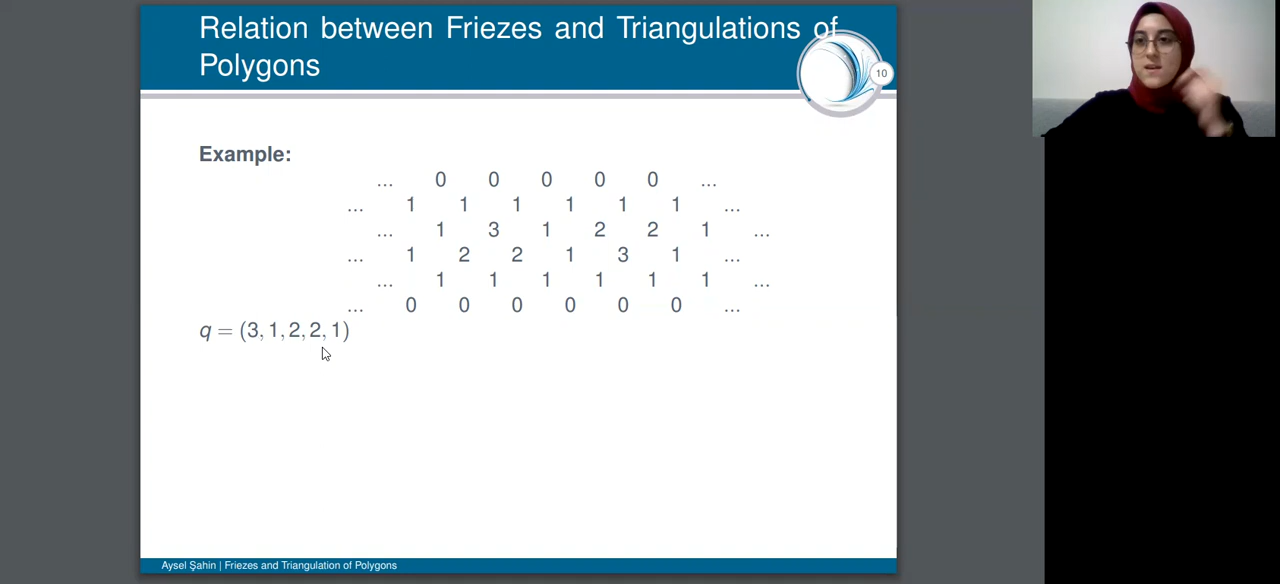 Relation between Friezes and Triangulations of
Polygons
10
Example:
... 0 0 0 0 0 ...
... 1 1 1 1 1 1 ...
... 1 3 1 2 2 1 ...
... 1 2 2 1 3 1 ...
... 1 1 1 1 1 1 ...
... 0 0 0 0 0 0 ...
q = (3, 1, 2, 2, 1)
Aysel Şahin | Friezes and Triangulation of Polygons